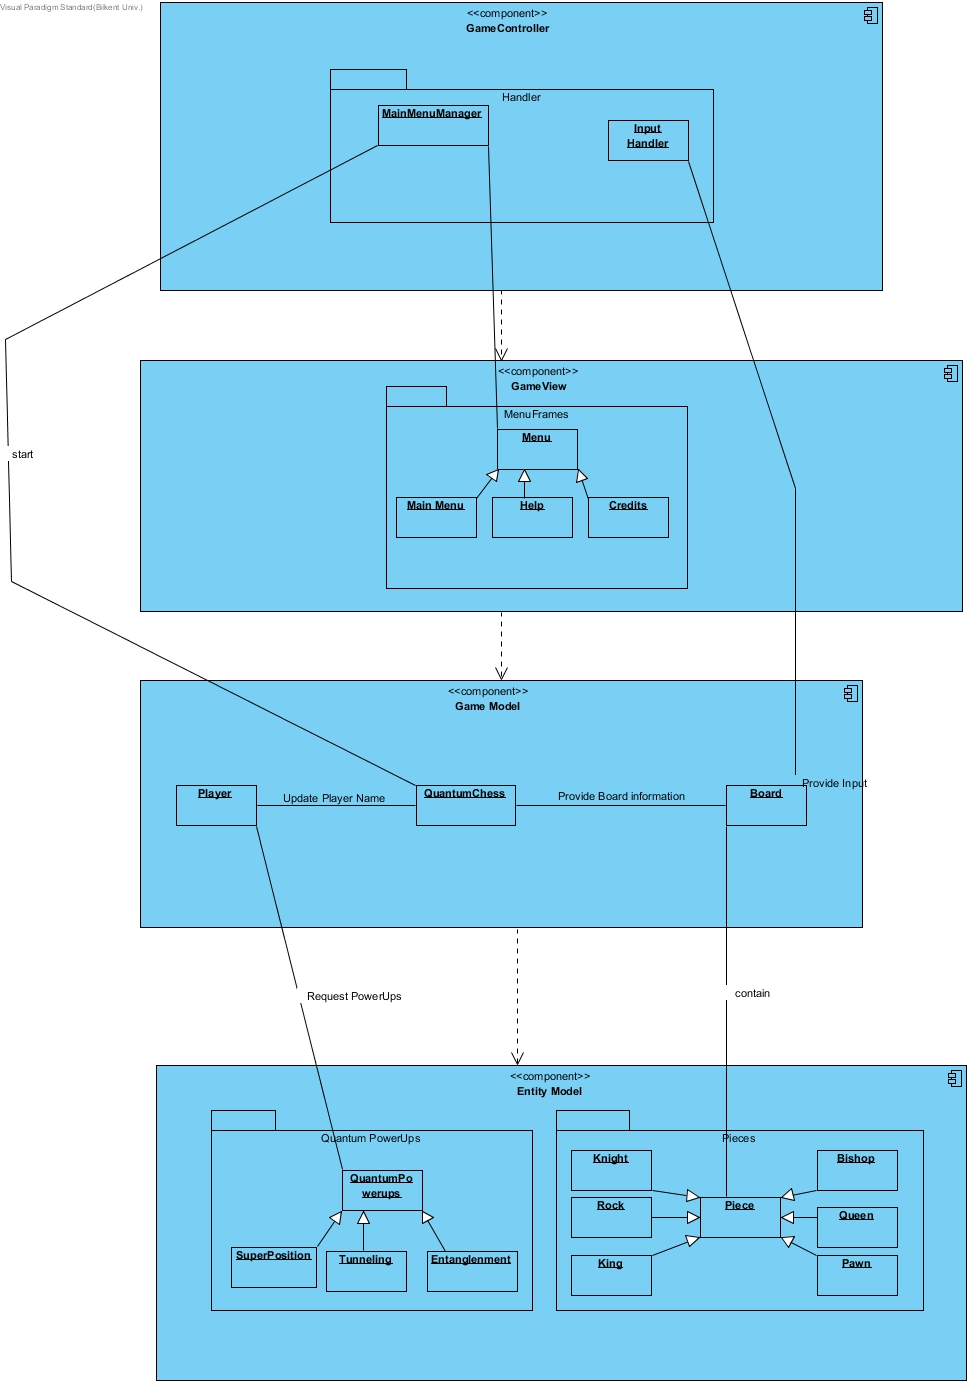 Visual Paradigm Standard(Bilkent Univ.)
<<component>>
GameController
Handler
MainMenuManager
Input
Handler
<<component>>
GameView
MenuFrames
Menu
start
Main Menu
Help
Credits
<<component>>
Game Model
Provide Input
Player
Update Player Name
QuantumChess
Provide Board information
Board
Request PowerUps
contain
<<component>>
Entity Model
Quantum PowerUps
QuantumPo
werups
SuperPosition
Tunneling
Entanglenment
Pieces
Knight
Bishop
Rock
Piece
Queen
King
Pawn